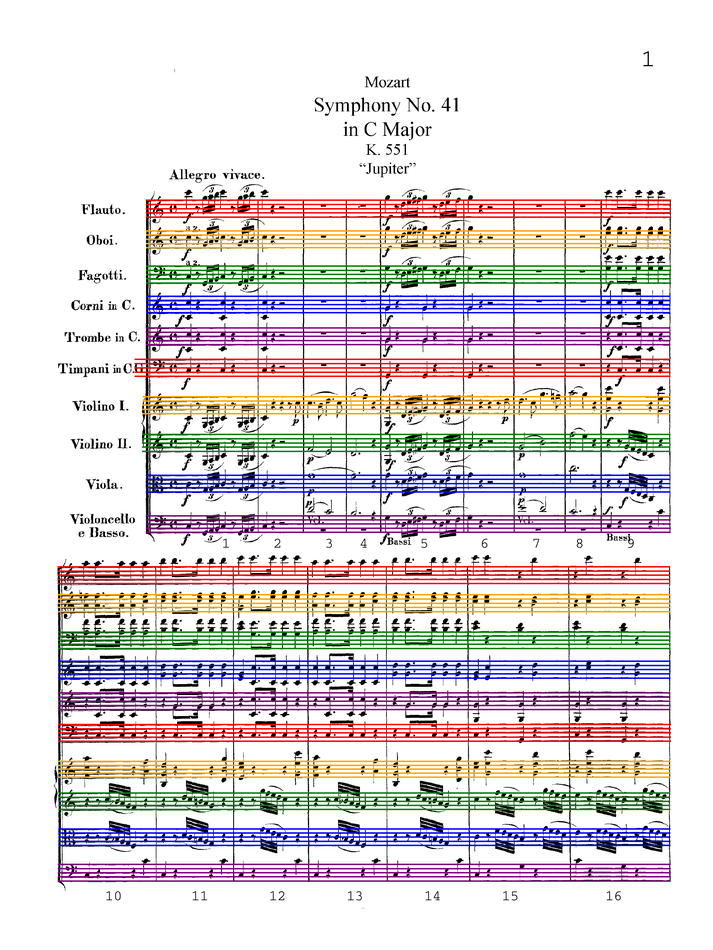 1
Mozart
Symphony No. 41
in C Major
K. 551
“Jupiter”
Allegro vivace.
Flauto.
Oboi.
a 2.
Fagotti.
a 2.
Corni in C.
Trombe in C.
Timpani in C.G.
Violino I.
Violino II.
Viola.
Violoncello
e Basso.
Vcl.
Bassi
Vcl.
Bassi
1 2 3 4 5 6 7 8 9
10 11 12 13 14 15 16